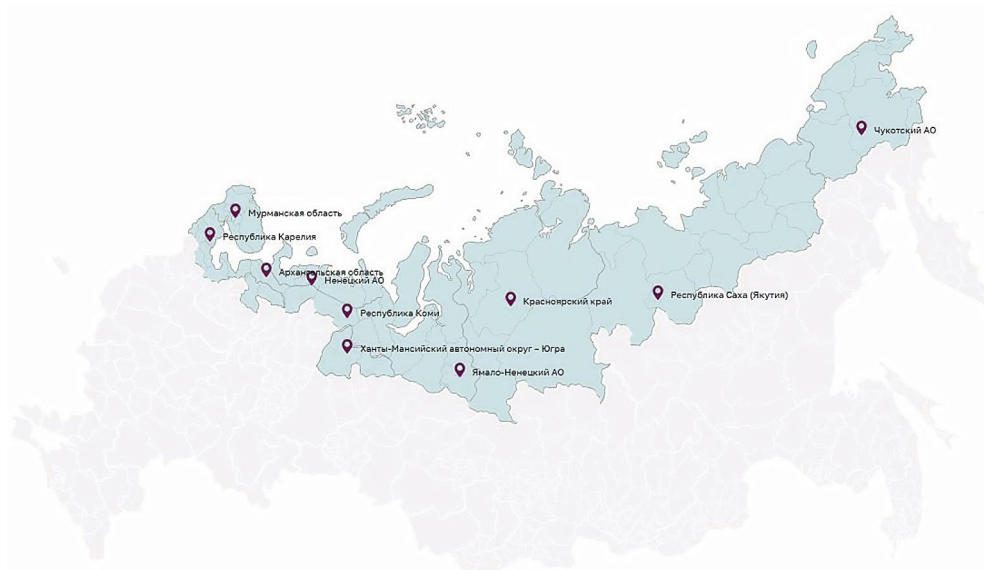 Чукотский АО
Мурманская область
Республика Карелия
Архангельская область
Ненецкий АО
Республика Саха (Якутия)
Красноярский край
Республика Коми
Ханты-Мансийский автономный округ – Югра
Ямало-Ненецкий АО